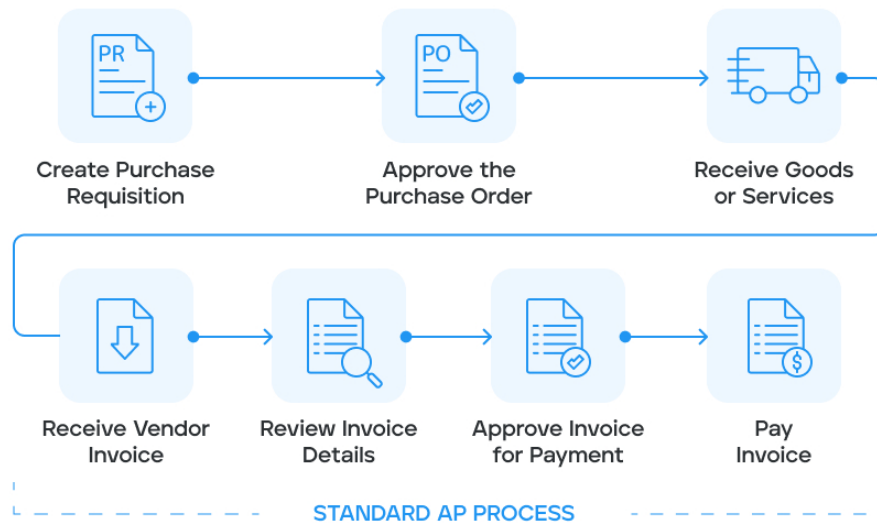 PR
PO
Create Purchase
Requisition
Approve the
Purchase Order
Receive Goods
or Services
$
Receive Vendor
Invoice
Review Invoice
Details
Approve Invoice
for Payment
Pay
Invoice
STANDARD AP PROCESS